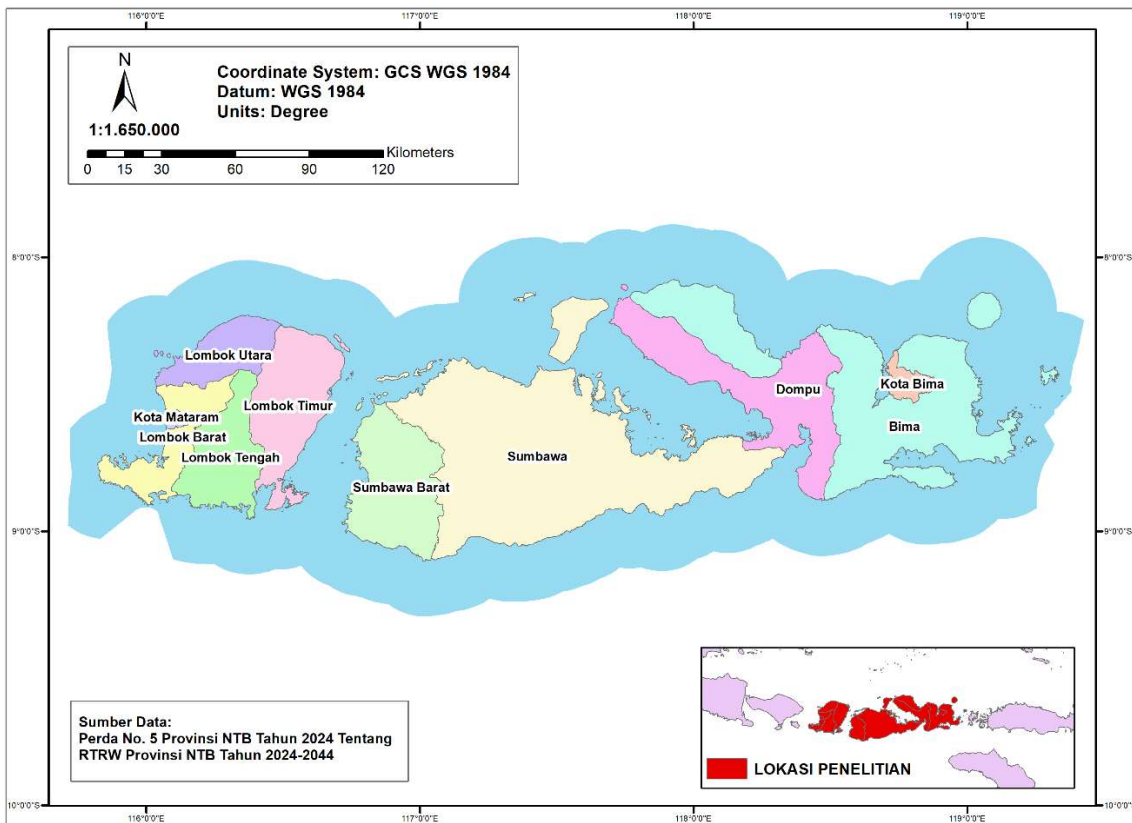 116°0'0"E
117°0'0"E
118°0'0"E
119°0'0"E
N
1:1.650.000
Coordinate System: GCS WGS 1984
Datum: WGS 1984
Units: Degree
Kilometers
0 15 30 60 90 120
8°0'0"S
8°0'0"S
Lombok Utara
Lombok Timur
Kota Mataram
Lombok Barat
Lombok Tengah
Sumbawa Barat
Sumbawa
Dompu
Kota Bima
Bima
9°0'0"S
9°0'0"S
Sumber Data:
Perda No. 5 Provinsi NTB Tahun 2024 Tentang
RTRW Provinsi NTB Tahun 2024-2044
LOKASI PENELITIAN
10°0'0"S
10°0'0"S
116°0'0"E
117°0'0"E
118°0'0"E
119°0'0"E